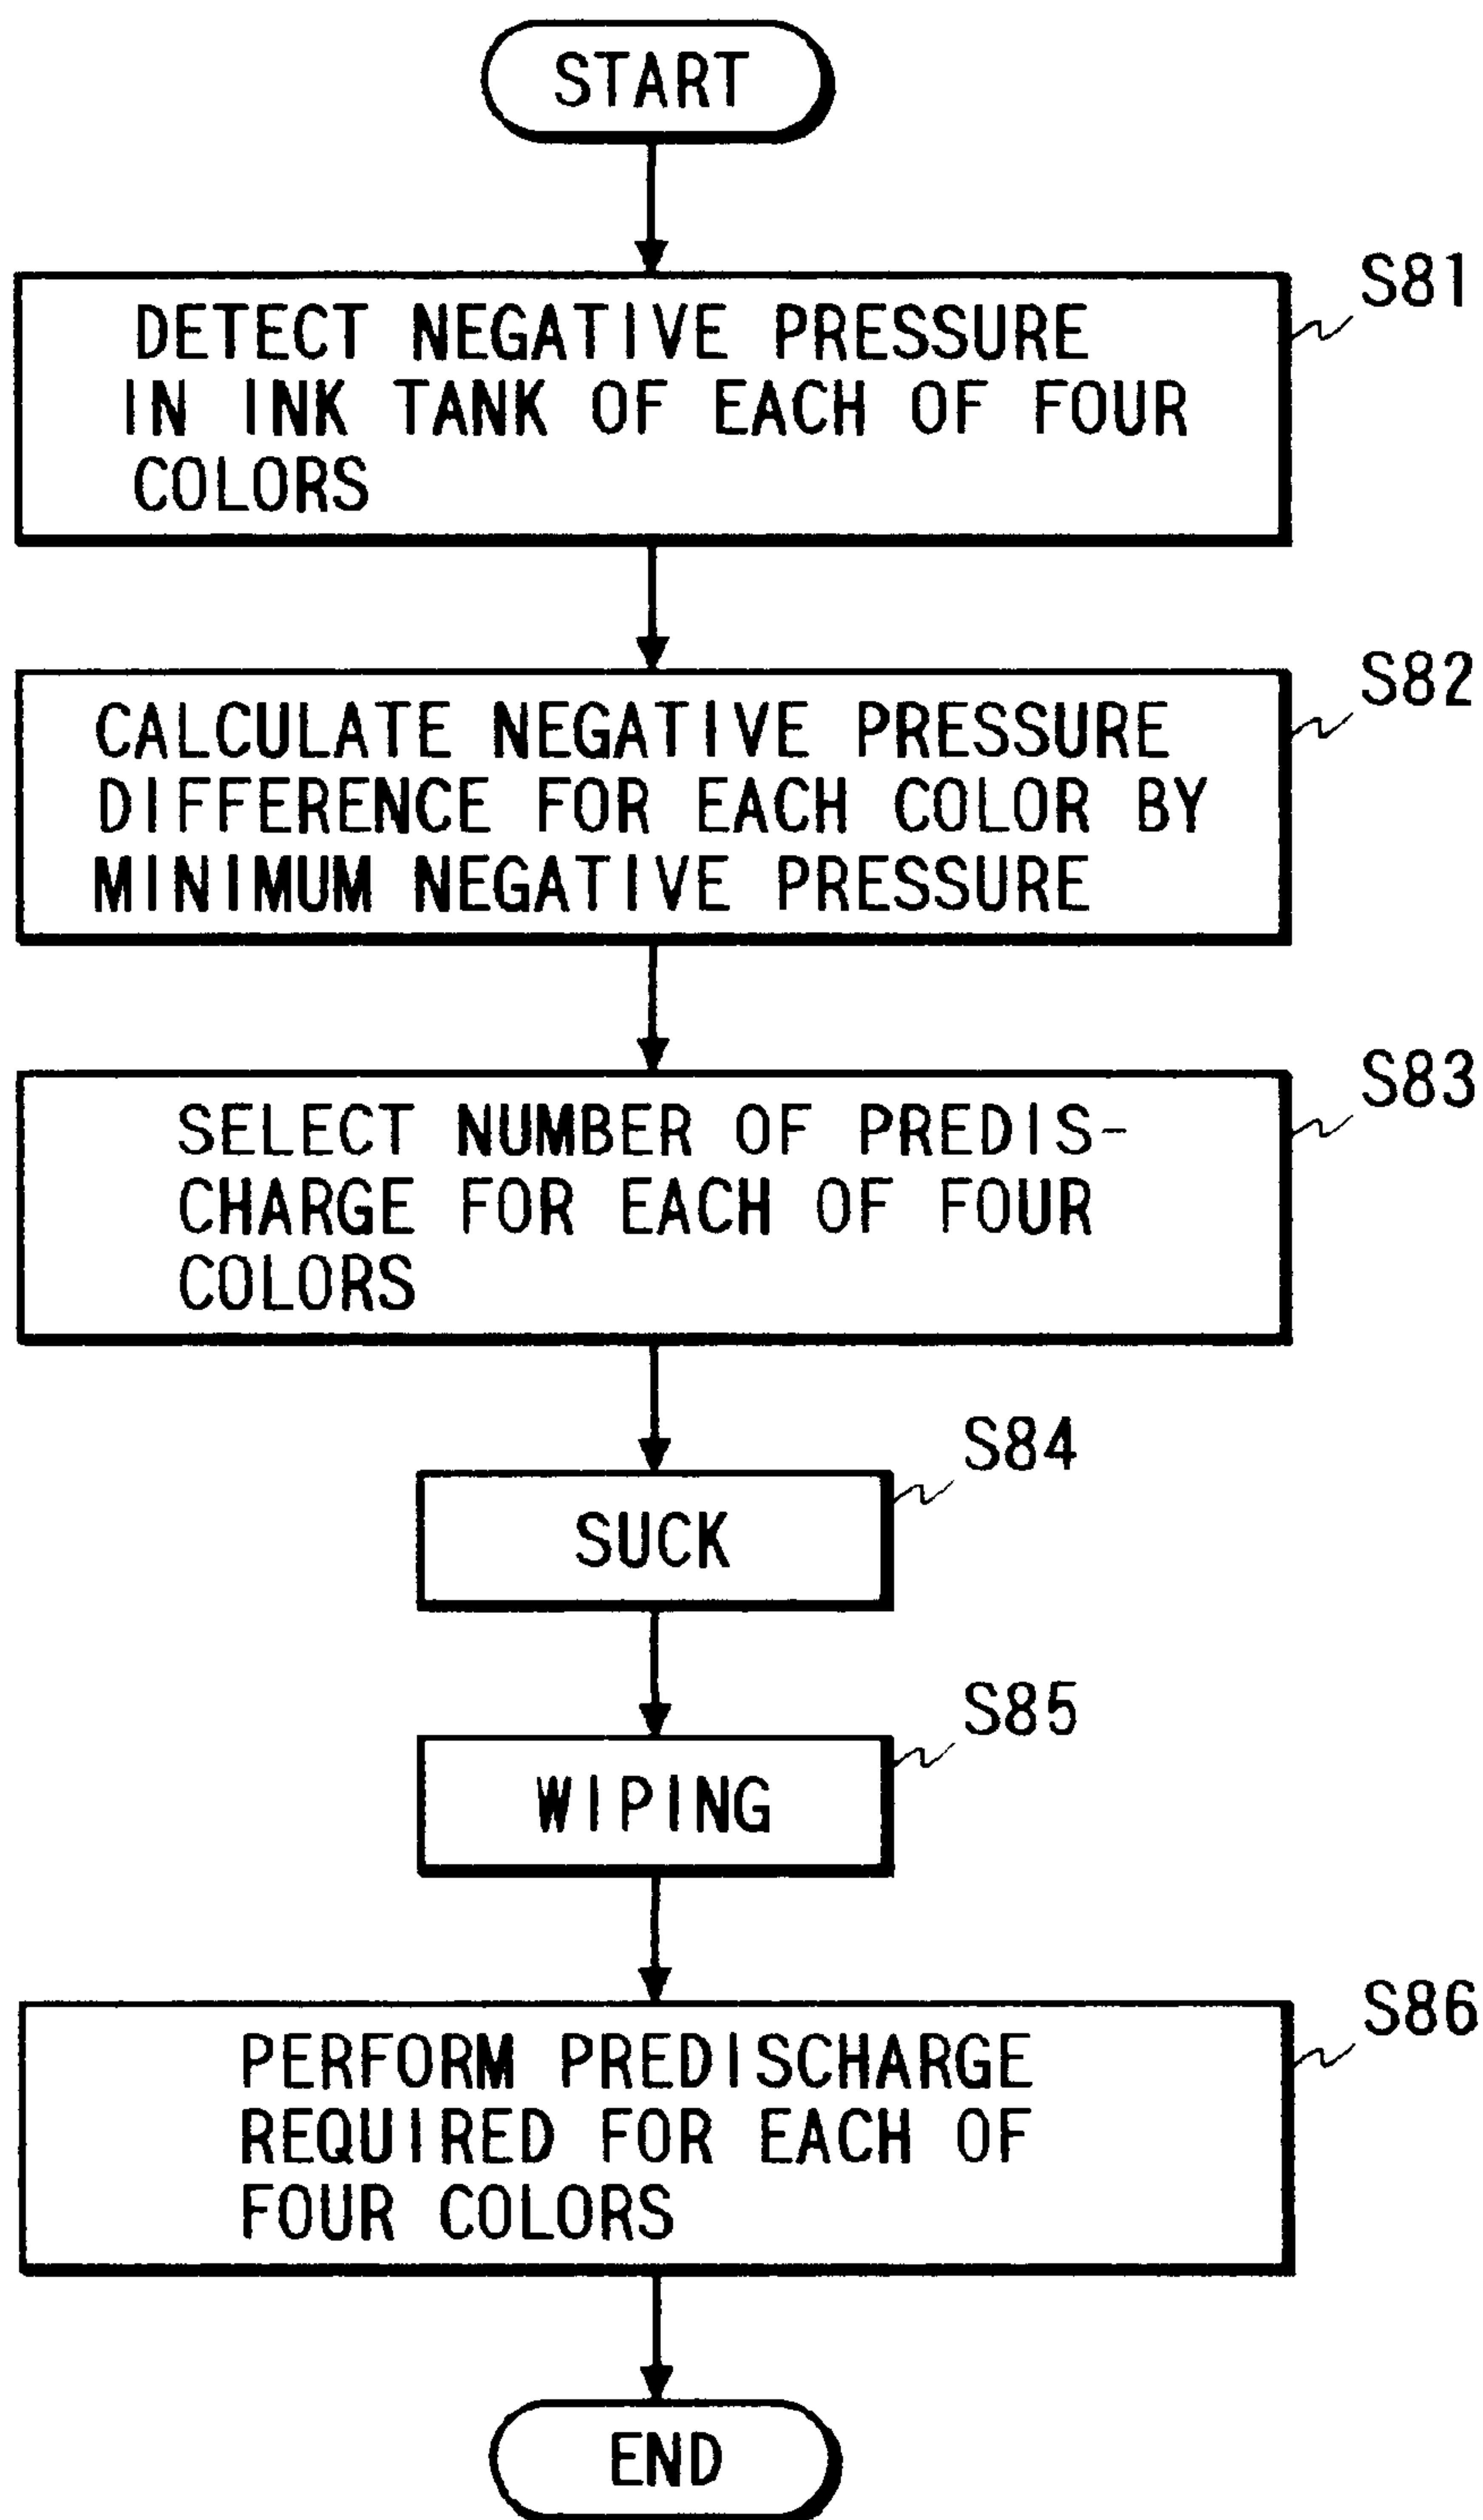 START
S81
DETECT NEGATIVE PRESSURE
IN INK TANK OF EACH OF FOUR
COLORS
S82
CALCULATE NEGATIVE PRESSURE
DIFFERENCE FOR EACH COLOR BY
MINIMUM NEGATIVE PRESSURE
S83
SELECT NUMBER OF PREDIS-
CHARGE FOR EACH OF FOUR
COLORS
S84
SUCK
S85
WIPING
S86
PERFORM PREDISCHARGE
REQUIRED FOR EACH OF
FOUR COLORS
END